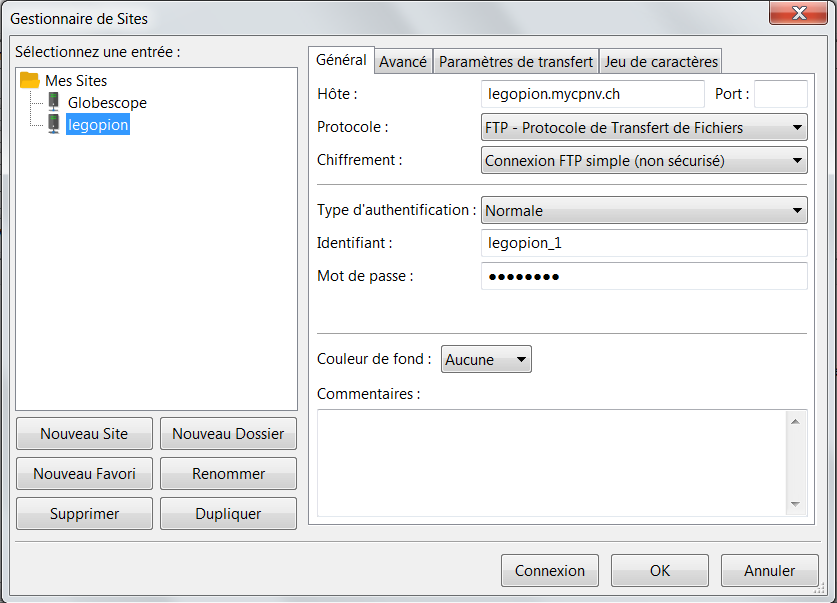 Gestionnaire de Sites
Sélectionnez une entrée :
Mes Sites
Globescope
legopion
Nouveau Site
Nouveau Dossier
Nouveau Favori
Renommer
Supprimer
Dupliquer
Général
Avancé
Paramètres de transfert
Jeu de caractères
Hôte :
legopion.mycpnv.ch
Port :
Protocole :
FTP - Protocole de Transfert de Fichiers
Chiffrement :
Connexion FTP simple (non sécurisé)
Type d'authentification :
Normale
Identifiant :
legopion_1
Mot de passe :
●●●●●●●●
Couleur de fond :
Aucune
Commentaires :
Connexion
OK
Annuler